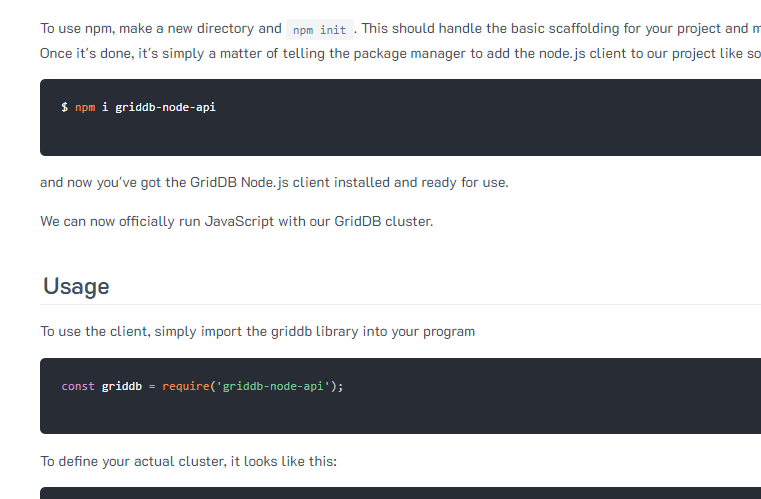 To use npm, make a new directory and npm init . This should handle the basic scaffolding for your project and
Once it's done, it's simply a matter of telling the package manager to add the node.js client to our project like so
$ npm i griddb-node-api
and now you've got the GridDB Node.js client installed and ready for use.
We can now officially run JavaScript with our GridDB cluster.
Usage
To use the client, simply import the griddb library into your program
const griddb = require('griddb-node-api');
To define your actual cluster, it looks like this: